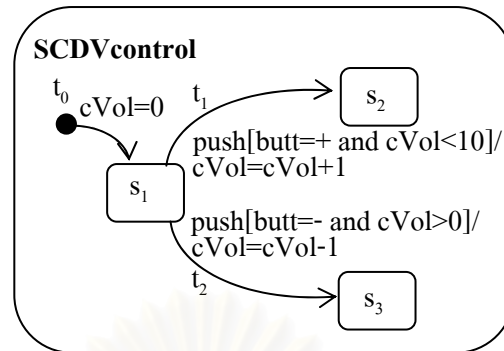 SCDVcontrol
t0
cVol=0
t1
s2
push[butt=+ and cVol<10]/
cVol=cVol+1
s1
push[butt=- and cVol>0]/
cVol=cVol-1
t2
s3